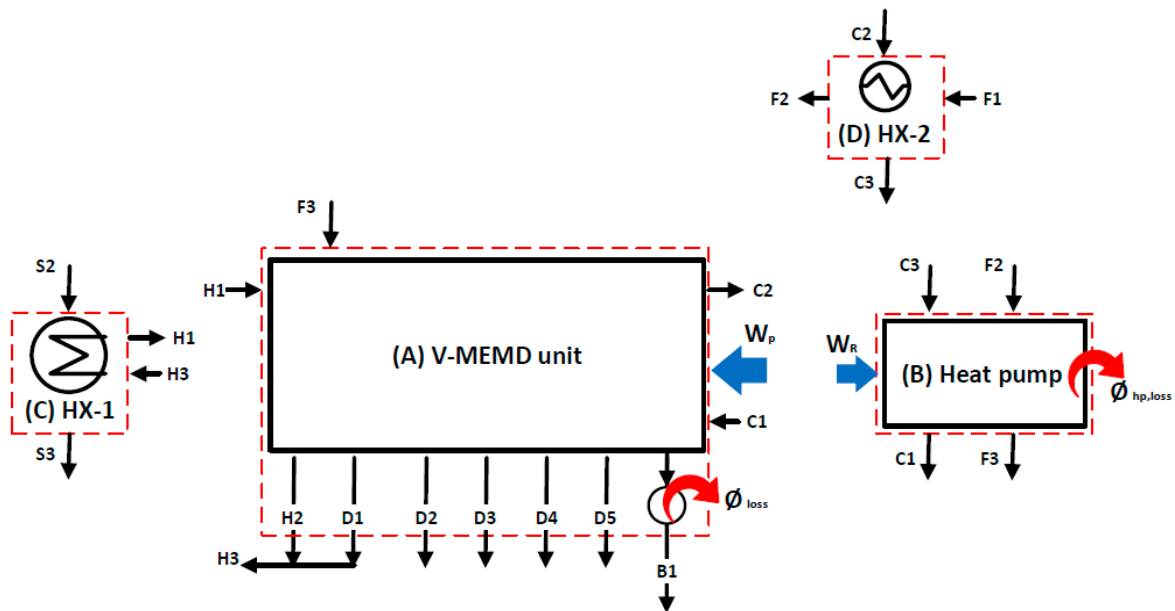 C2
F2
F1
(D) HX-2
C3
F3
S2
H1
C2
C3
F2
H1
H3
(C) HX-1
(A) V-MEMD unit
Wp
WR
(B) Heat pump
Ø hp,loss
S3
C1
C1
F3
H2
D1
D2
D3
D4
D5
Ø loss
H3
B1